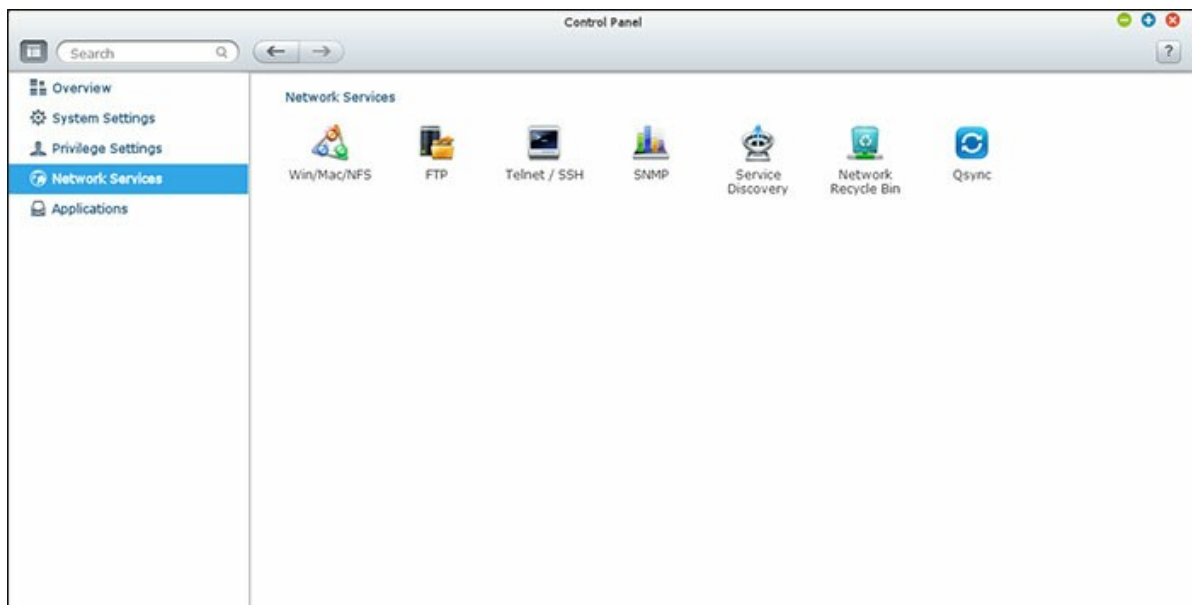 Control Panel
Search
?
Overview
System Settings
Privilege Settings
Network Services
Applications
Network Services
Win/Mac/NFS
FTP
Telnet / SSH
SNMP
Service
Discovery
Network
Recycle Bin
Qsync